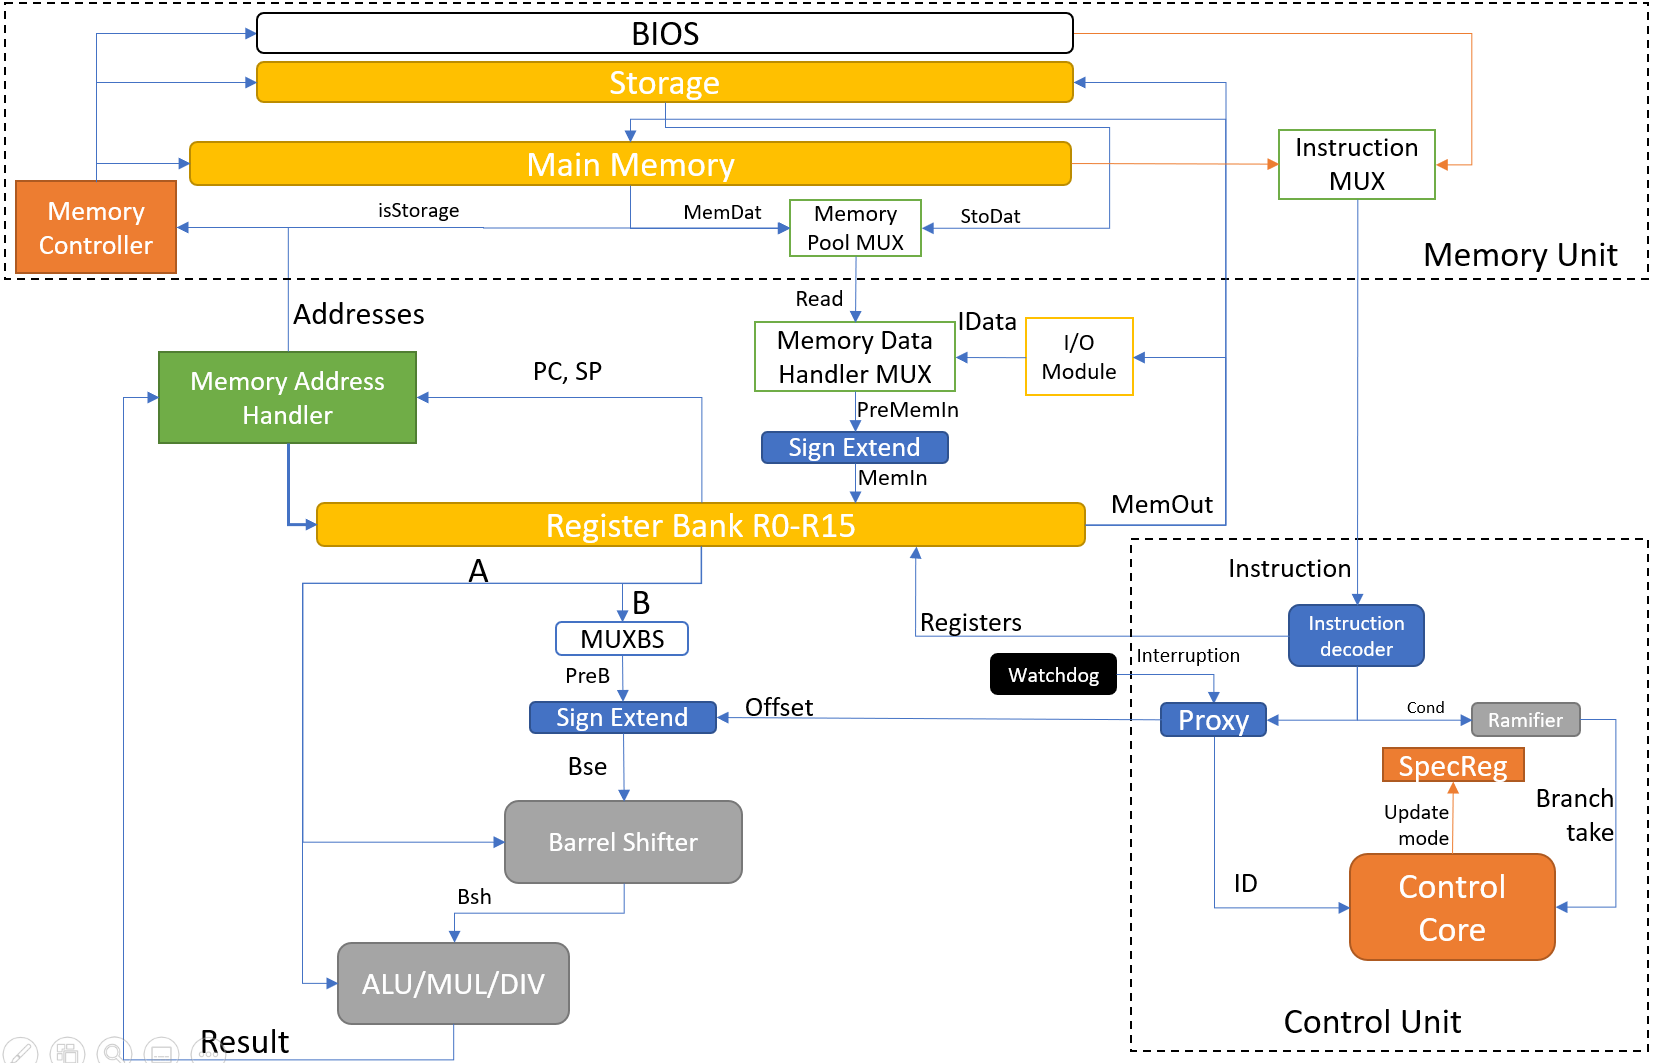 BIOS
Storage
Main Memory
Instruction
MUX
Memory
Controller
isStorage
MemDat
Memory
Pool MUX
StoDat
Memory Unit
Addresses
Read
IData
Memory Data
Handler MUX
I/O
Module
Memory Address
Handler
PC, SP
PreMemIn
Sign Extend
MemIn
Register Bank R0-R15
MemOut
A
B
MUXBS
PreB
Sign Extend
Offset
Bse
Barrel Shifter
Bsh
ALU/MUL/DIV
Result
Instruction
Registers
Instruction
decoder
Watchdog
Interruption
Proxy
Cond
Ramifier
SpecReg
Update
mode
Branch
take
ID
Control
Core
Control Unit